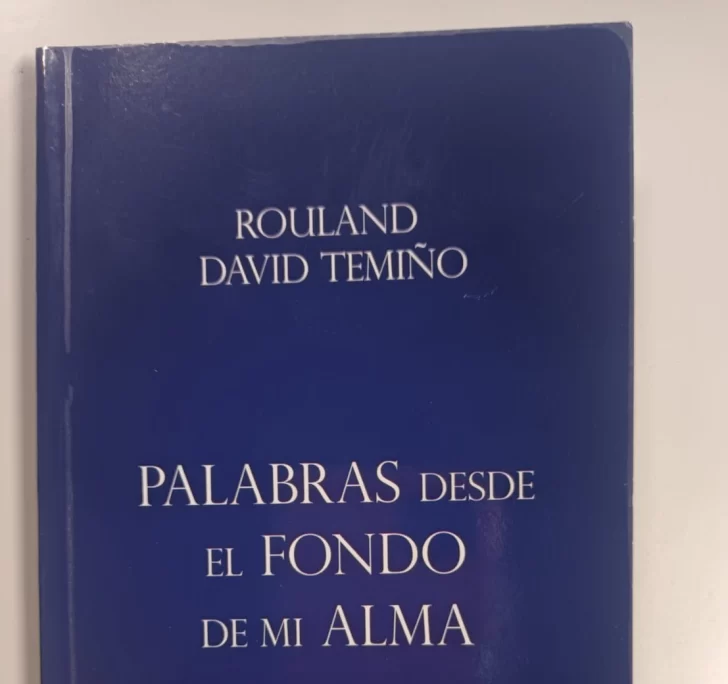 ROULAND
DAVID TEMIÑO
PALABRAS DESDE
EL FONDO
DE MI ALMA